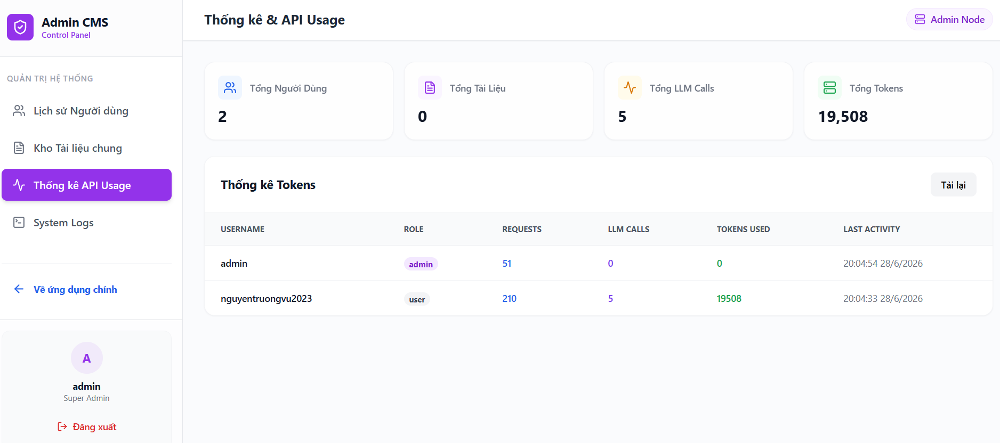 Admin CMS
Control Panel
QUẢN TRỊ HỆ THỐNG
Lịch sử Người dùng
Kho Tài liệu chung
Thống kê API Usage
System Logs
Về ứng dụng chính
A
admin
Super Admin
Đăng xuất
Thống kê & API Usage
Admin Node
Tổng Người Dùng
2
Tổng Tài Liệu
0
Tổng LLM Calls
5
Tổng Tokens
19,508
Thống kê Tokens
Tải lại
USERNAME ROLE REQUESTS LLM CALLS TOKENS USED LAST ACTIVITY
admin admin 51 0 0 20:04:54 28/6/2026
nguyentruongvu2023 user 210 5 19508 20:04:33 28/6/2026